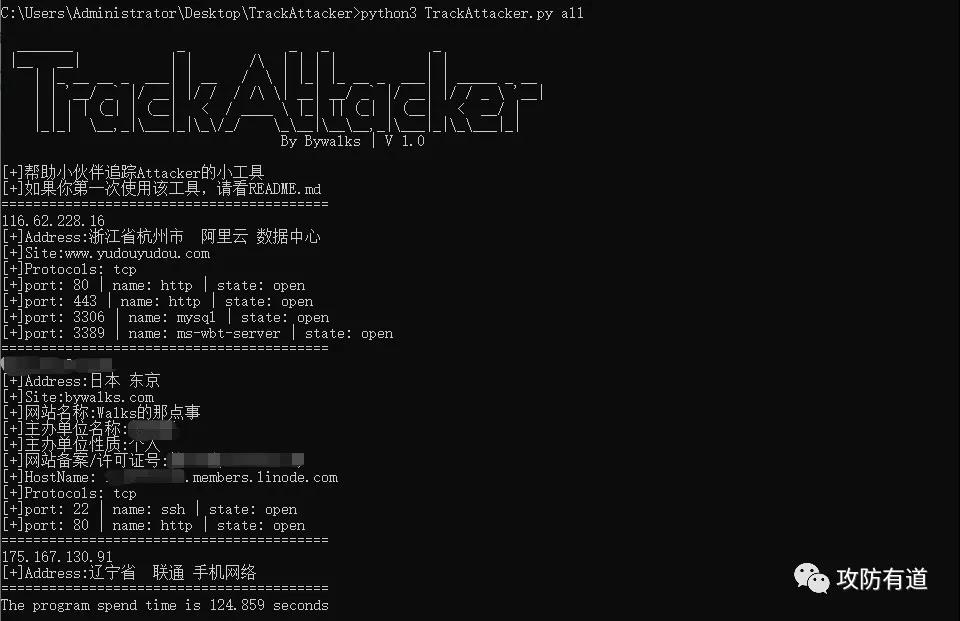 C:\Users\Administrator\Desktop\TrackAttacker>python3 TrackAttacker.py all
TrackAttacker
By Bywalks | V 1.0
[+]帮助小伙伴追踪Attacker的小工具
[+]如果你第一次使用该工具，请看README.md
=========================================
116.62.228.16
[+]Address:浙江省杭州市 阿里云 数据中心
[+]Site:www.yudouyudou.com
[+]Protocols: tcp
[+]port: 80 | name: http | state: open
[+]port: 443 | name: http | state: open
[+]port: 3306 | name: mysql | state: open
[+]port: 3389 | name: ms-wbt-server | state: open
=========================================
[+]Address:日本 东京
[+]Site:bywalks.com
[+]网站名称:Walks的那点事
[+]主办单位名称:
[+]主办单位性质:个人
[+]网站备案/许可证号:
[+]HostName: .members.linode.com
[+]Protocols: tcp
[+]port: 22 | name: ssh | state: open
[+]port: 80 | name: http | state: open
=========================================
175.167.130.91
[+]Address:辽宁省 联通 手机网络
=========================================
The program spend time is 124.859 seconds
攻防有道